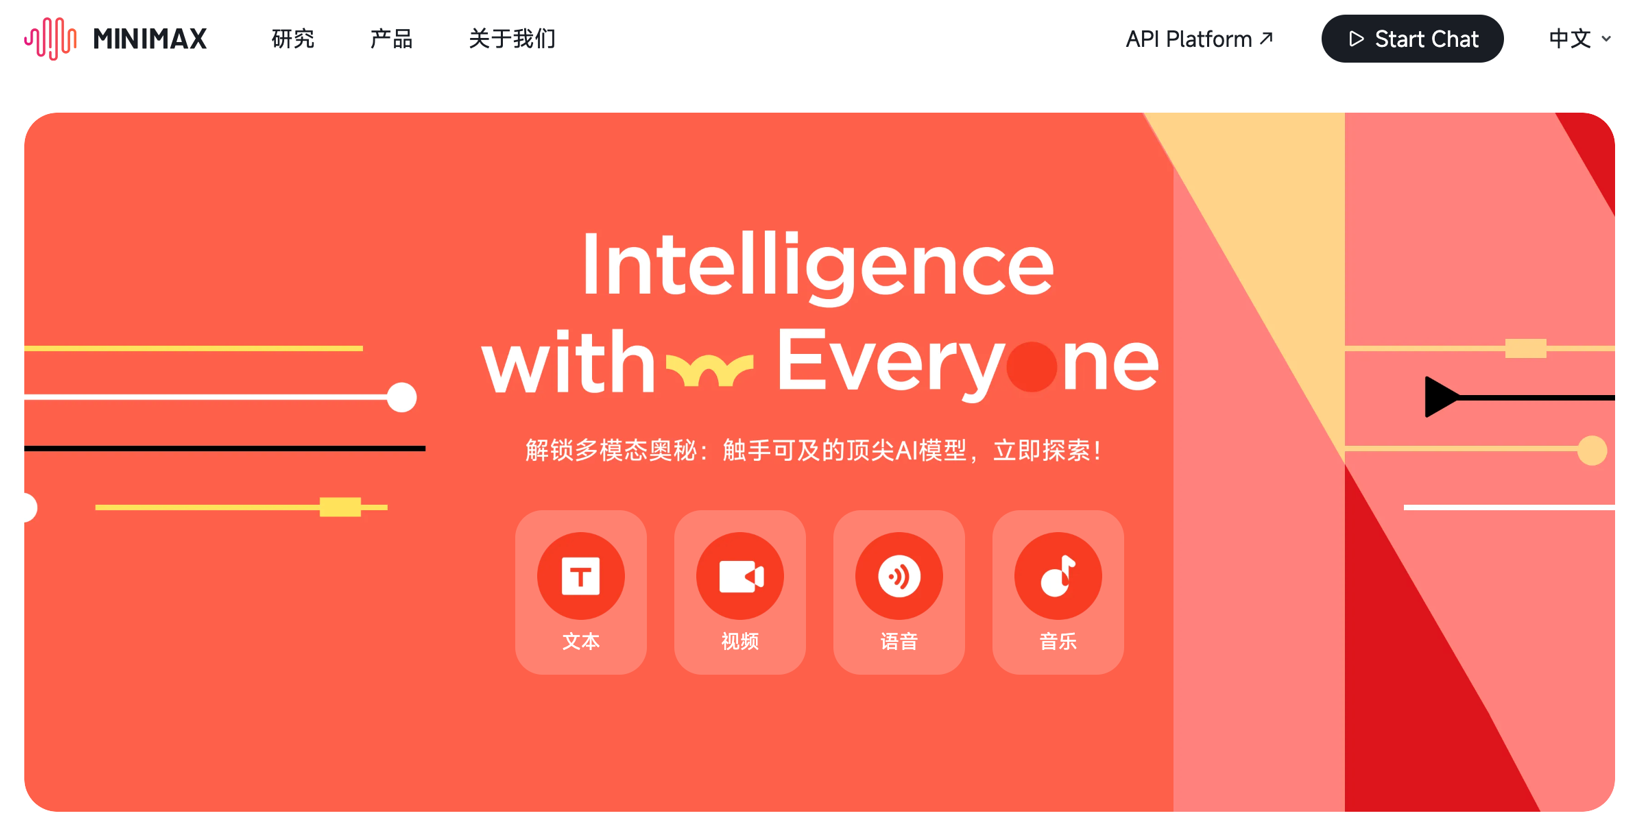 MINIMAX
研究
产品
关于我们
API Platform
Start Chat
中文
Intelligence
with Everyone
解锁多模态奥秘：触手可及的顶尖AI模型，立即探索！
T
文本
视频
语音
音乐